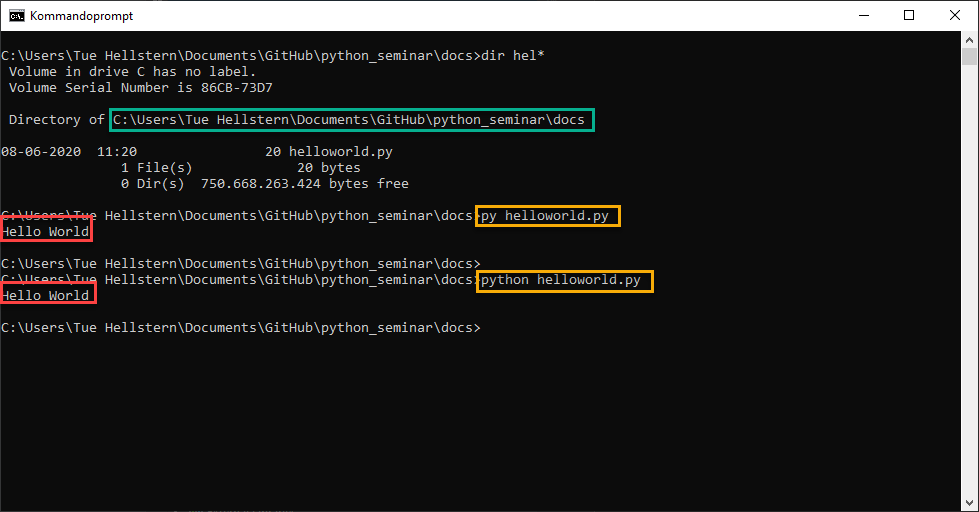 Kommandoprompt
C:\Users\Tue Hellstern\Documents\GitHub\python_seminar\docs>dir hel*
Volume in drive C has no label.
Volume Serial Number is 86CB-73D7
Directory of C:\Users\Tue Hellstern\Documents\GitHub\python_seminar\docs
08-06-2020 11:20 20 helloworld.py
1 File(s) 20 bytes
0 Dir(s) 750.668.263.424 bytes free
C:\Users\Tue Hellstern\Documents\GitHub\python_seminar\docs>py helloworld.py
Hello World
C:\Users\Tue Hellstern\Documents\GitHub\python_seminar\docs>
C:\Users\Tue Hellstern\Documents\GitHub\python_seminar\docs>python helloworld.py
Hello World
C:\Users\Tue Hellstern\Documents\GitHub\python_seminar\docs>